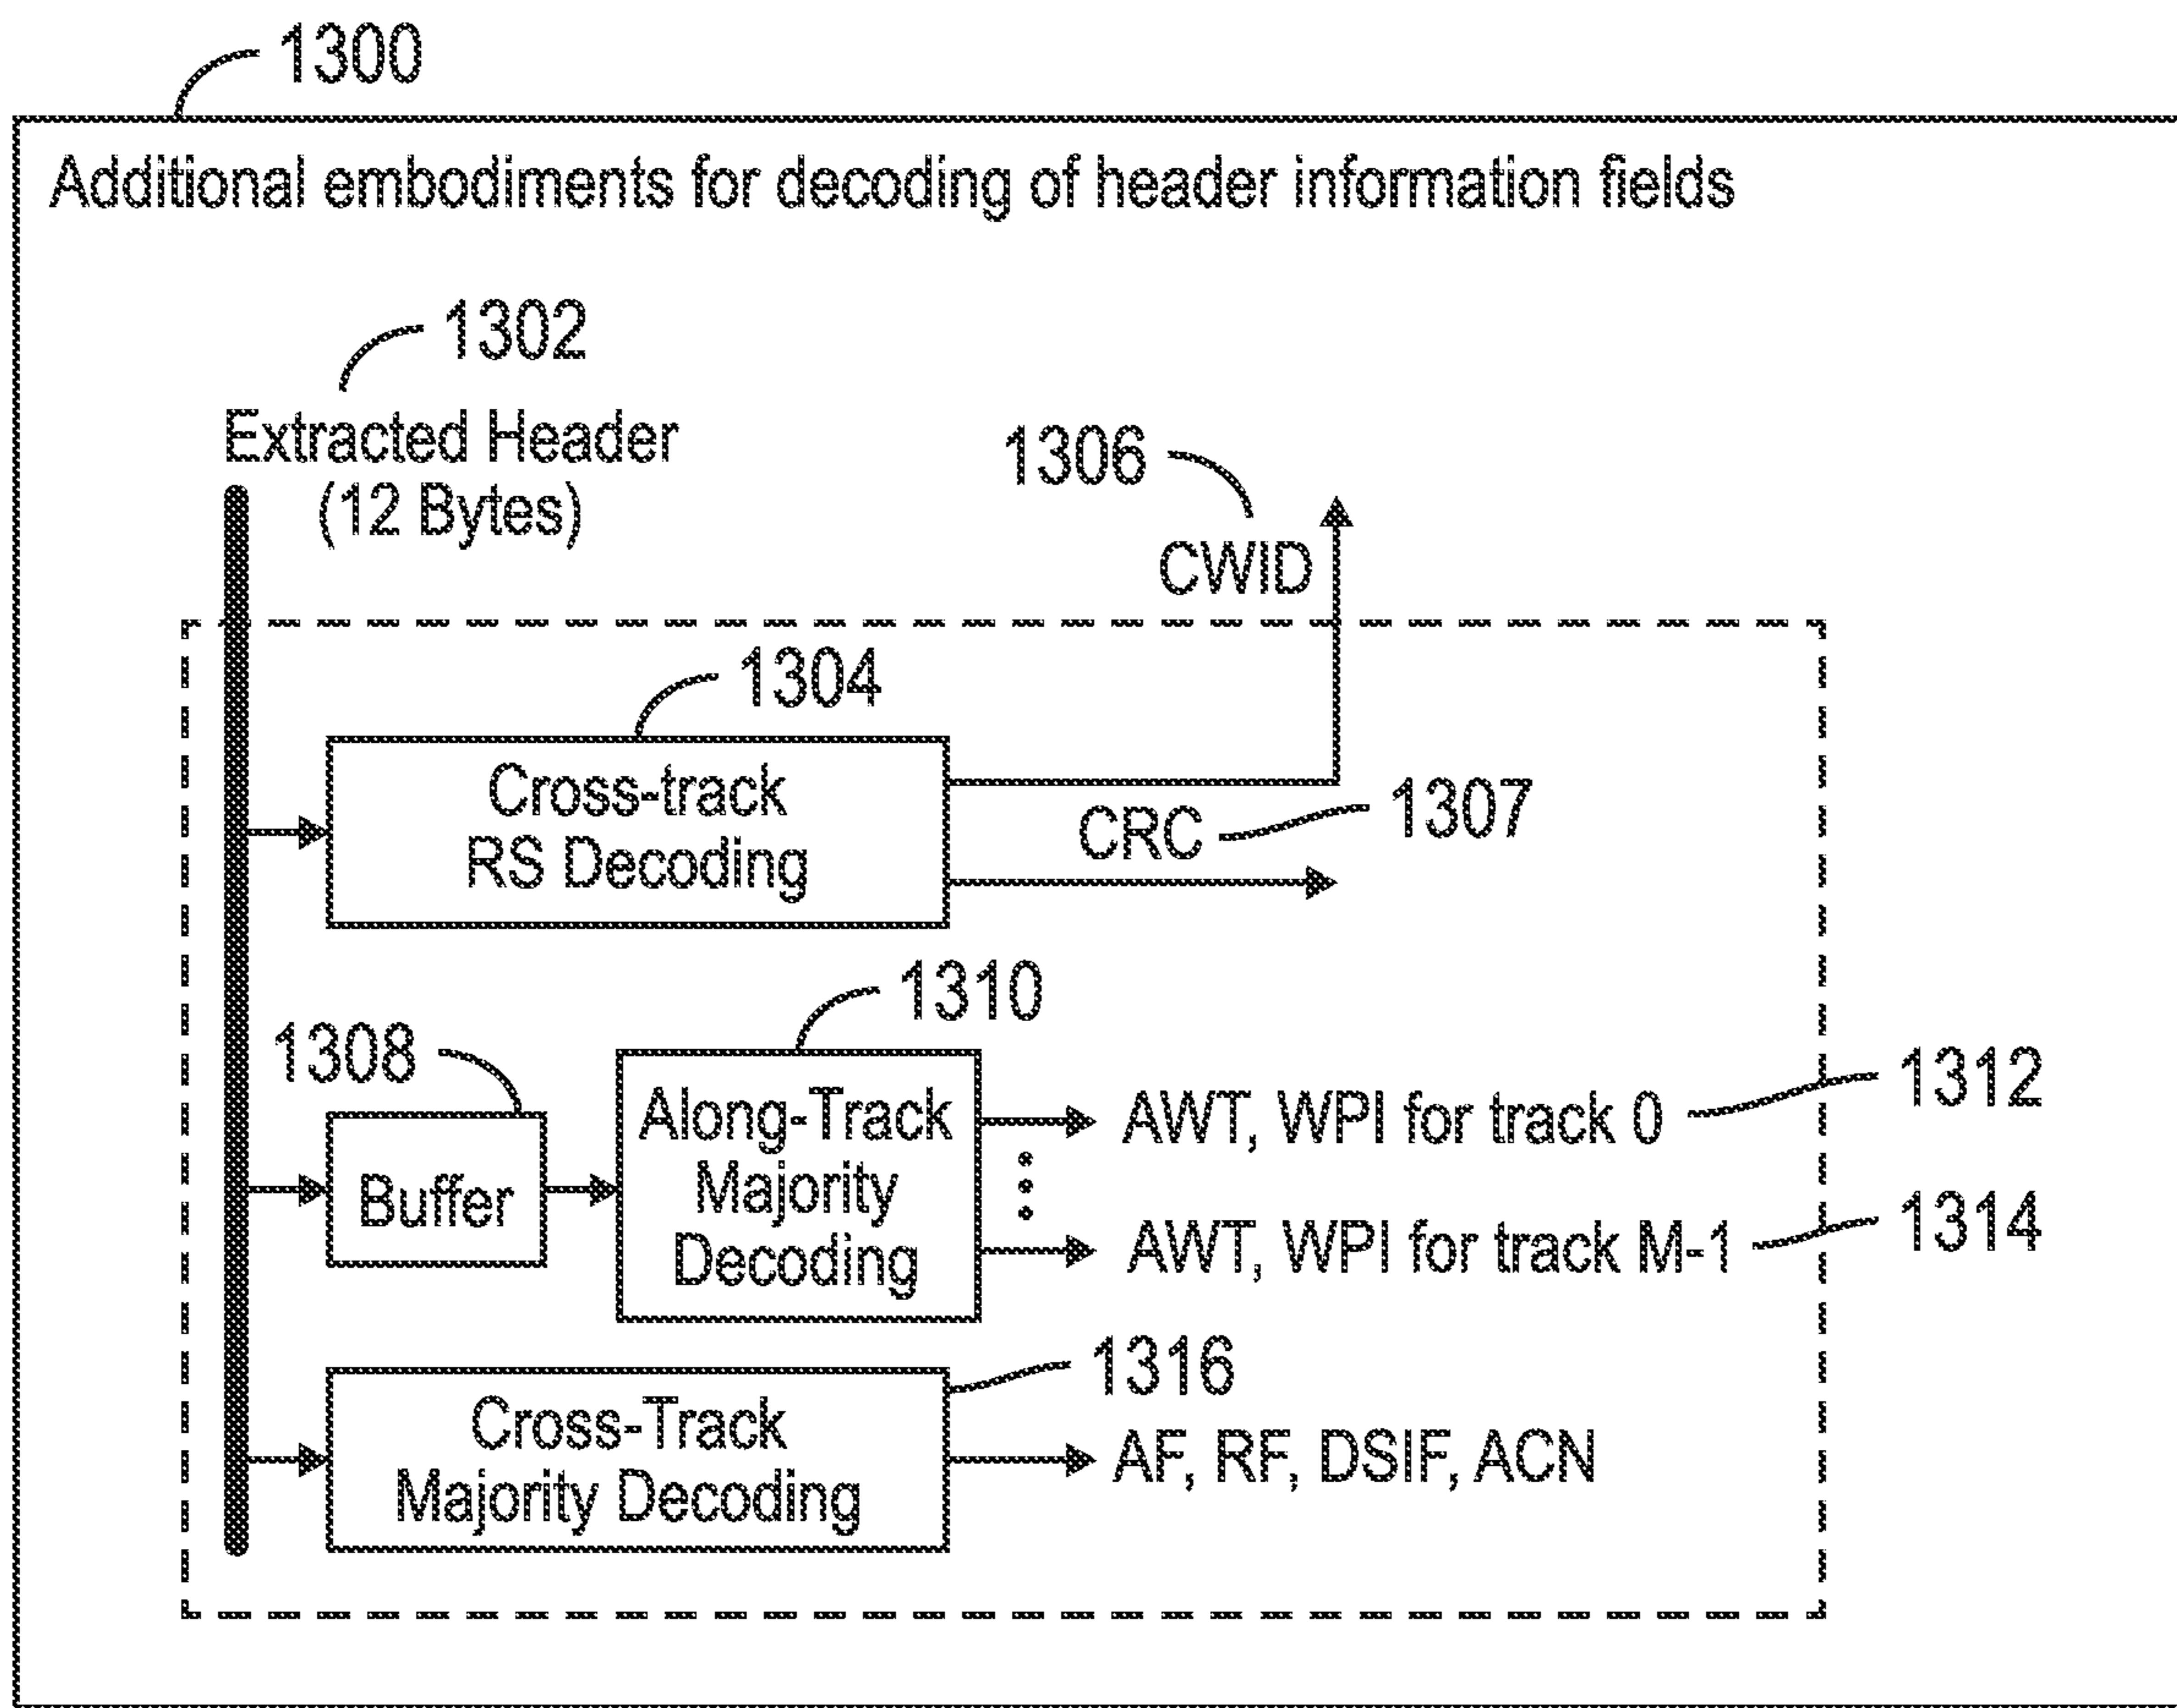 1300
Additional embodiments for decoding of header information fields
1302
Extracted Header
(12 Bytes)
1306
CWID
1304
Cross-track
RS Decoding
CRC
1307
1310
1308
Buffer
Along-Track
Majority
Decoding
AWT, WPI for track 0
1312
AWT, WPI for track M-1
1314
1316
Cross-Track
Majority Decoding
AF, RF, DSIF, ACN